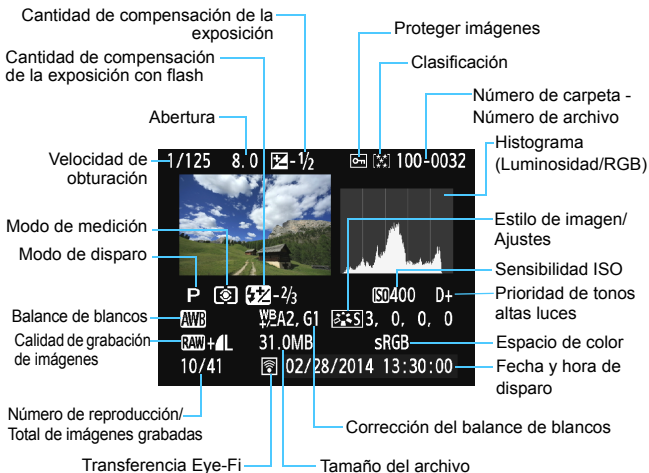 Cantidad de compensación de la
exposición
Proteger imágenes
Cantidad de compensación
de la exposición con flash
Clasificación
Número de carpeta -
Número de archivo
Abertura
Histograma
(Luminosidad/RGB)
Velocidad de
obturación
1/125 8.0 -1/2 100-0032
Modo de medición
Modo de disparo
Estilo de imagen/
Ajustes
Sensibilidad ISO
P -2/3 ISO400 D+
Prioridad de tonos
altas luces
Balance de blancos
AWB WB A2, G1 S 3, 0, 0, 0
Calidad de grabación
de imágenes
RAW+L 31.0MB sRGB
Espacio de color
10/41 02/28/2014 13:30:00
Fecha y hora de
disparo
Número de reproducción/
Total de imágenes grabadas
Corrección del balance de blancos
Transferencia Eye-Fi
Tamaño del archivo